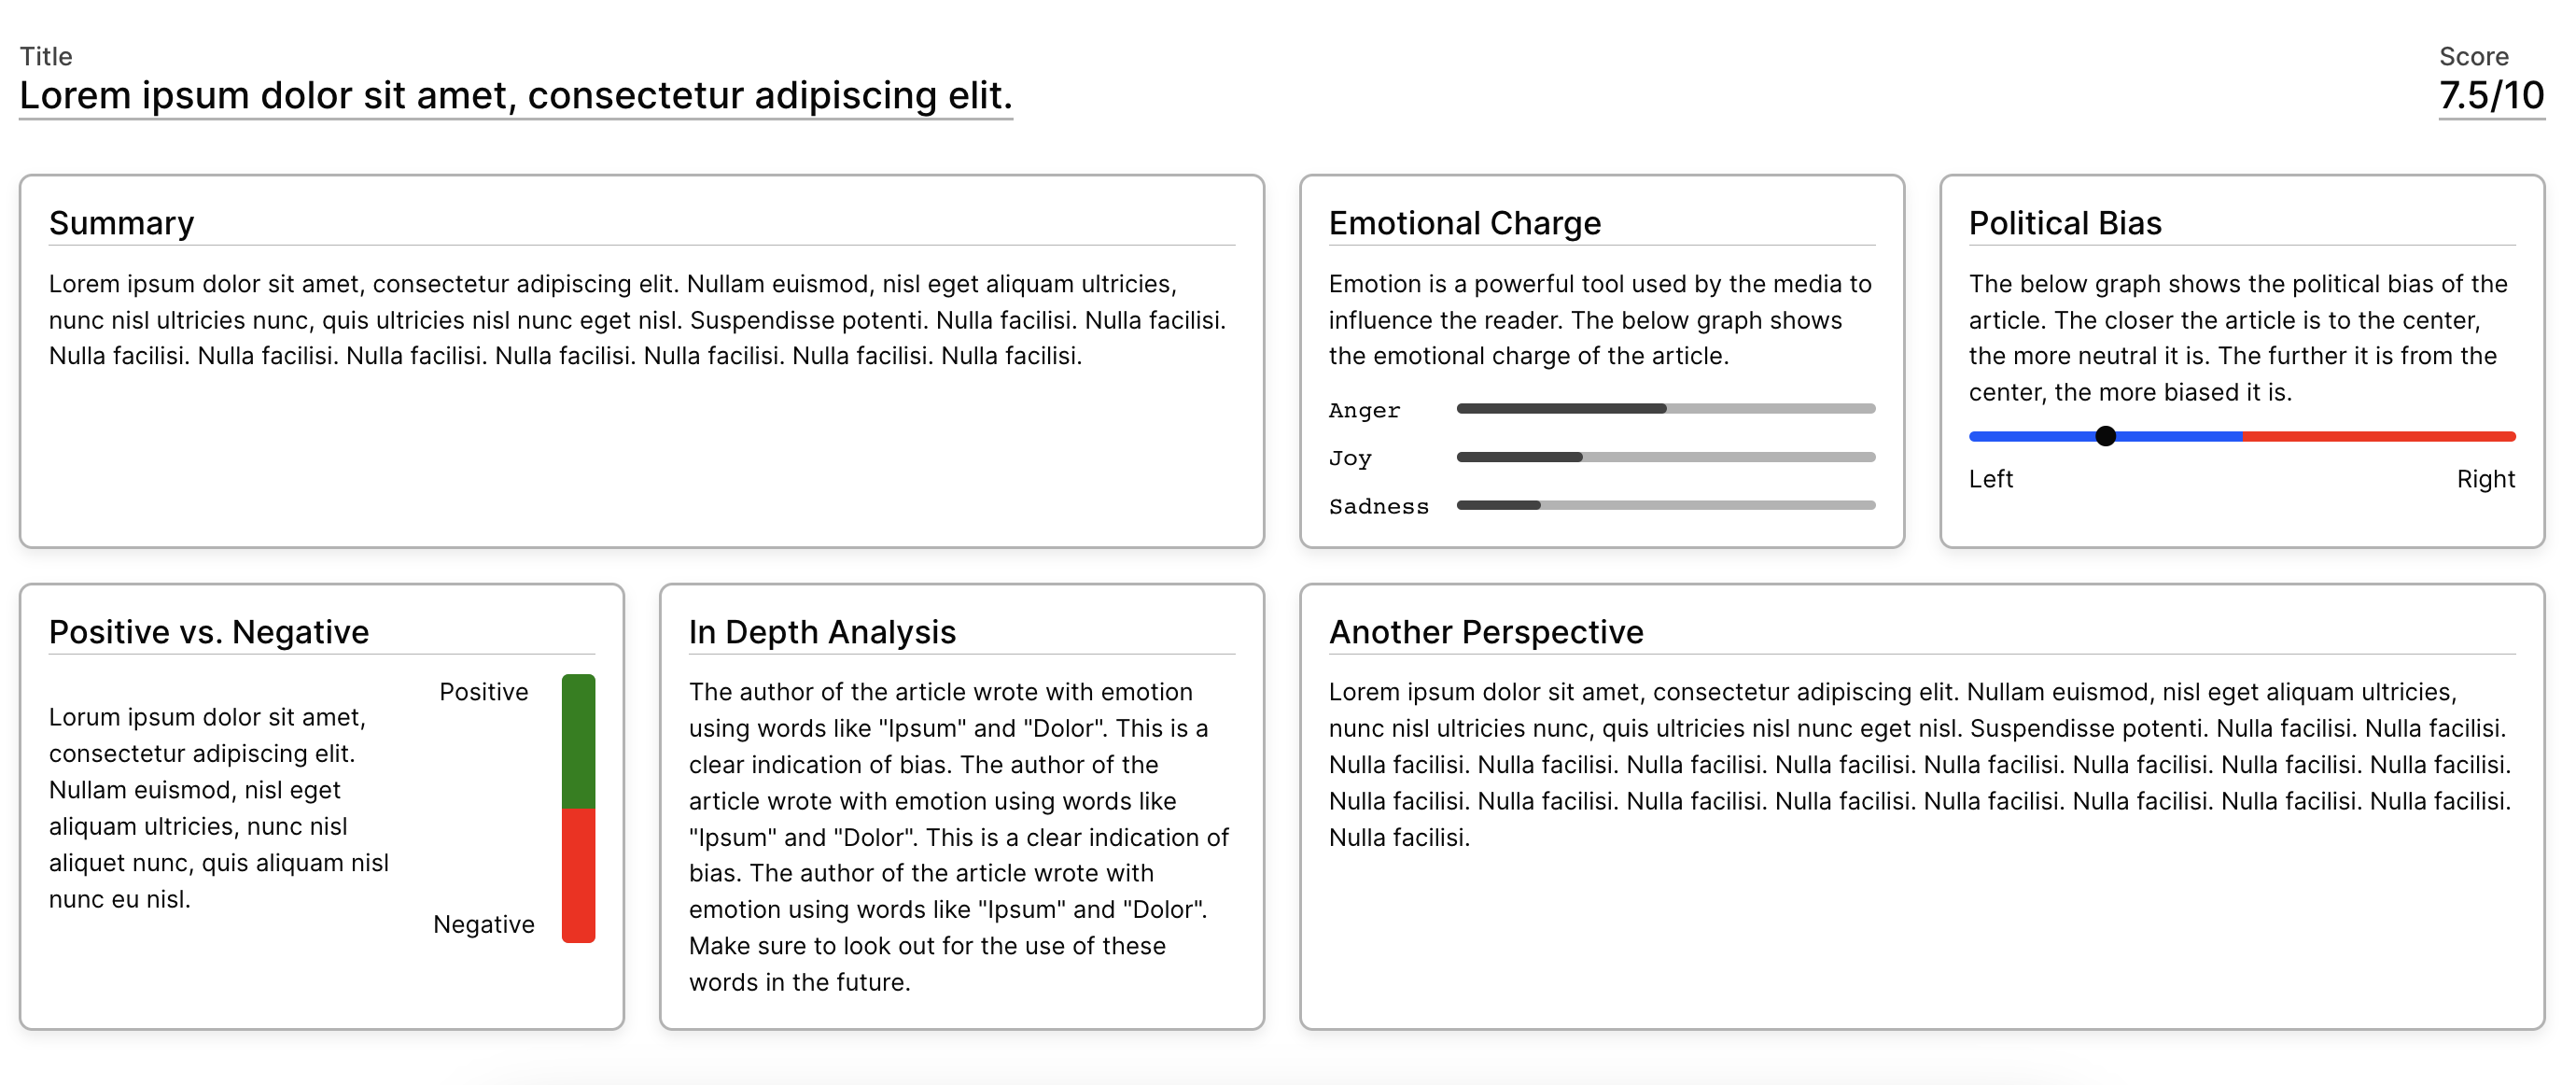 Title
Lorem ipsum dolor sit amet, consectetur adipiscing elit.
Score
7.5/10
Summary
Lorem ipsum dolor sit amet, consectetur adipiscing elit. Nullam euismod, nisl eget aliquam ultricies,
nunc nisl ultricies nunc, quis ultricies nisl nunc eget nisl. Suspendisse potenti. Nulla facilisi. Nulla facilisi.
Nulla facilisi. Nulla facilisi. Nulla facilisi. Nulla facilisi. Nulla facilisi. Nulla facilisi. Nulla facilisi.
Emotional Charge
Emotion is a powerful tool used by the media to
influence the reader. The below graph shows
the emotional charge of the article.
Anger
Joy
Sadness
Political Bias
The below graph shows the political bias of the
article. The closer the article is to the center,
the more neutral it is. The further it is from the
center, the more biased it is.
Left
Right
Positive vs. Negative
Lorum ipsum dolor sit amet,
consectetur adipiscing elit.
Nullam euismod, nisl eget
aliquam ultricies, nunc nisl
aliquet nunc, quis aliquam nisl
nunc eu nisl.
Positive
Negative
In Depth Analysis
The author of the article wrote with emotion
using words like "Ipsum" and "Dolor". This is a
clear indication of bias. The author of the
article wrote with emotion using words like
"Ipsum" and "Dolor". This is a clear indication of
bias. The author of the article wrote with
emotion using words like "Ipsum" and "Dolor".
Make sure to look out for the use of these
words in the future.
Another Perspective
Lorem ipsum dolor sit amet, consectetur adipiscing elit. Nullam euismod, nisl eget aliquam ultricies,
nunc nisl ultricies nunc, quis ultricies nisl nunc eget nisl. Suspendisse potenti. Nulla facilisi. Nulla facilisi.
Nulla facilisi. Nulla facilisi. Nulla facilisi. Nulla facilisi. Nulla facilisi. Nulla facilisi. Nulla facilisi. Nulla facilisi.
Nulla facilisi. Nulla facilisi. Nulla facilisi. Nulla facilisi. Nulla facilisi. Nulla facilisi. Nulla facilisi. Nulla facilisi.
Nulla facilisi.